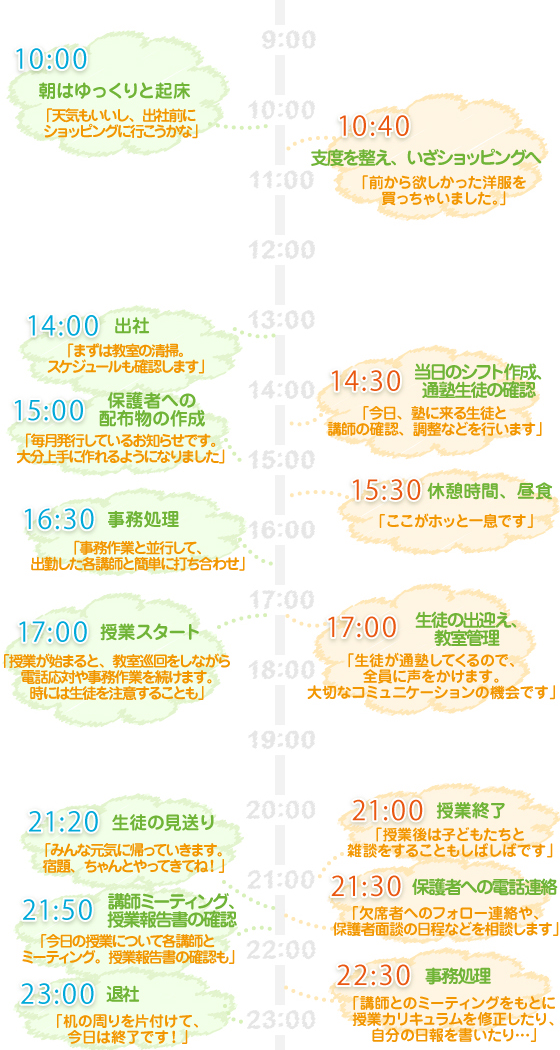 9:00
10:00
朝はゆっくりと起床
「天気もいいし、出社前に
ショッピングに行こうかな」
10:00
10:40
支度を整え、いざショッピングへ
「前から欲しかった洋服を
買っちゃいました。」
11:00
12:00
13:00
14:00 出社
「まずは教室の清掃。
スケジュールも確認します」
14:00
14:30 当日のシフト作成、
通塾生徒の確認
「今日、塾に来る生徒と
講師の確認、調整などを行います」
15:00 保護者への
配布物の作成
「毎月発行しているお知らせです。
大分上手に作れるようになりました」
15:00
15:30 休憩時間、昼食
「ここがホッと一息です」
16:00
16:30 事務処理
「事務作業と並行して、
出勤した各講師と簡単に打ち合わせ」
17:00
17:00 授業スタート
「授業が始まると、教室巡回をしながら
電話応対や事務作業を続けます。
時には生徒を注意することも」
17:00 生徒の出迎え、
教室管理
「生徒が通塾してくるので、
全員に声をかけます。
大切なコミュニケーションの機会です」
18:00
19:00
20:00
21:00 授業終了
「授業後は子どもたちと
雑談をすることもしばしばです」
21:20 生徒の見送り
「みんな元気に帰っていきます。
宿題、ちゃんとやってきてね！」
21:00
21:30 保護者への電話連絡
「欠席者へのフォロー連絡や、
保護者面談の日程などを相談します」
21:50 講師ミーティング、
授業報告書の確認
「今日の授業について各講師と
ミーティング。授業報告書の確認も」
22:00
22:30 事務処理
「講師とのミーティングをもとに
授業カリキュラムを修正したり、
自分の日報を書いたり…」
23:00 退社
「机の周りを片付けて、
今日は終了です！」
23:00